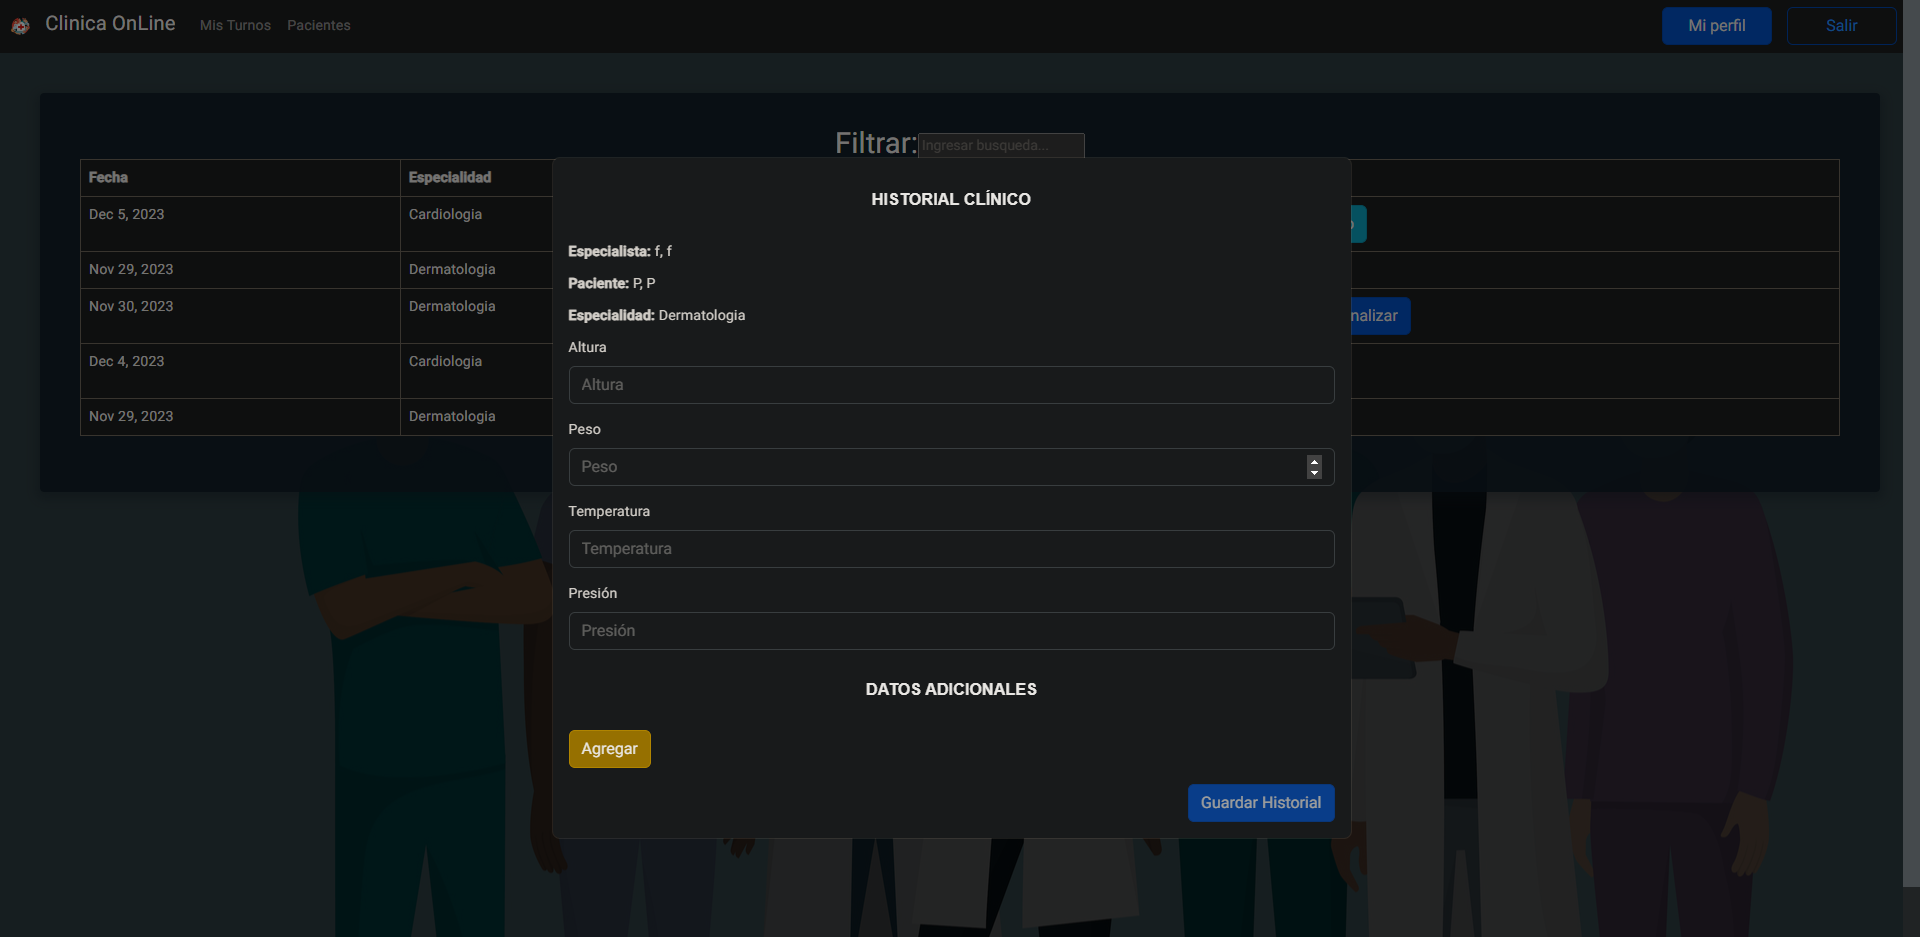 Clinica OnLine Mis Turnos Pacientes Mi perfil Salir
Filtrar: Ingresar busqueda...
Fecha Especialidad
Dec 5, 2023 Cardiologia
Nov 29, 2023 Dermatologia
Nov 30, 2023 Dermatologia nalizar
Dec 4, 2023 Cardiologia
Nov 29, 2023 Dermatologia
HISTORIAL CLÍNICO
Especialista: f, f
Paciente: P, P
Especialidad: Dermatologia
Altura
Altura
Peso
Peso
Temperatura
Temperatura
Presión
Presión
DATOS ADICIONALES
Agregar
Guardar Historial